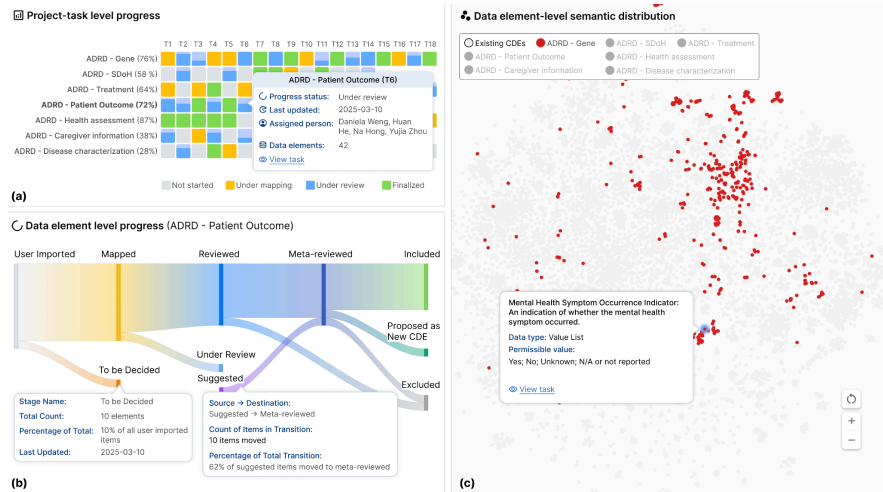 Project-task level progress
T1 T2 T3 T4 T5 T6 T7 T8 T9 T10 T11 T12 T13 T14 T15 T16 T17 T18
ADRD - Gene (76%)
ADRD - SDoH (58 %)
ADRD - Treatment (64%)
ADRD - Patient Outcome (72%)
ADRD - Health assessment (87%)
ADRD - Caregiver information (38%)
ADRD - Disease characterization (28%)
ADRD - Patient Outcome (T6)
Progress status: Under review
Last updated: 2025-03-10
Assigned person: Daniela Weng, Huan
He, Na Hong, Yujia Zhou
Data elements: 42
View task
Not started Under mapping Under review Finalized
(a)
Data element level progress (ADRD - Patient Outcome)
User Imported Mapped Reviewed Meta-reviewed Included
Proposed as
New CDE
Under Review
To be Decided
Suggested
Excluded
Stage Name: To be Decided
Total Count: 10 elements
Percentage of Total: 10% of all user imported
items
Last Updated: 2025-03-10
Source → Destination:
Suggested → Meta-reviewed
Count of Items in Transition:
10 items moved
Percentage of Total Transition:
62% of suggested items moved to meta-reviewed
(b)
Data element-level semantic distribution
Existing CDEs ADRD - Gene ADRD - SDoH ADRD - Treatment
ADRD - Patient Outcome ADRD - Health assessment
ADRD - Caregiver information ADRD - Disease characterization
Mental Health Symptom Occurrence Indicator:
An indication of whether the mental health
symptom occurred.
Data type: Value List
Permissible value:
Yes; No; Unknown; N/A or not reported
View task
(c)